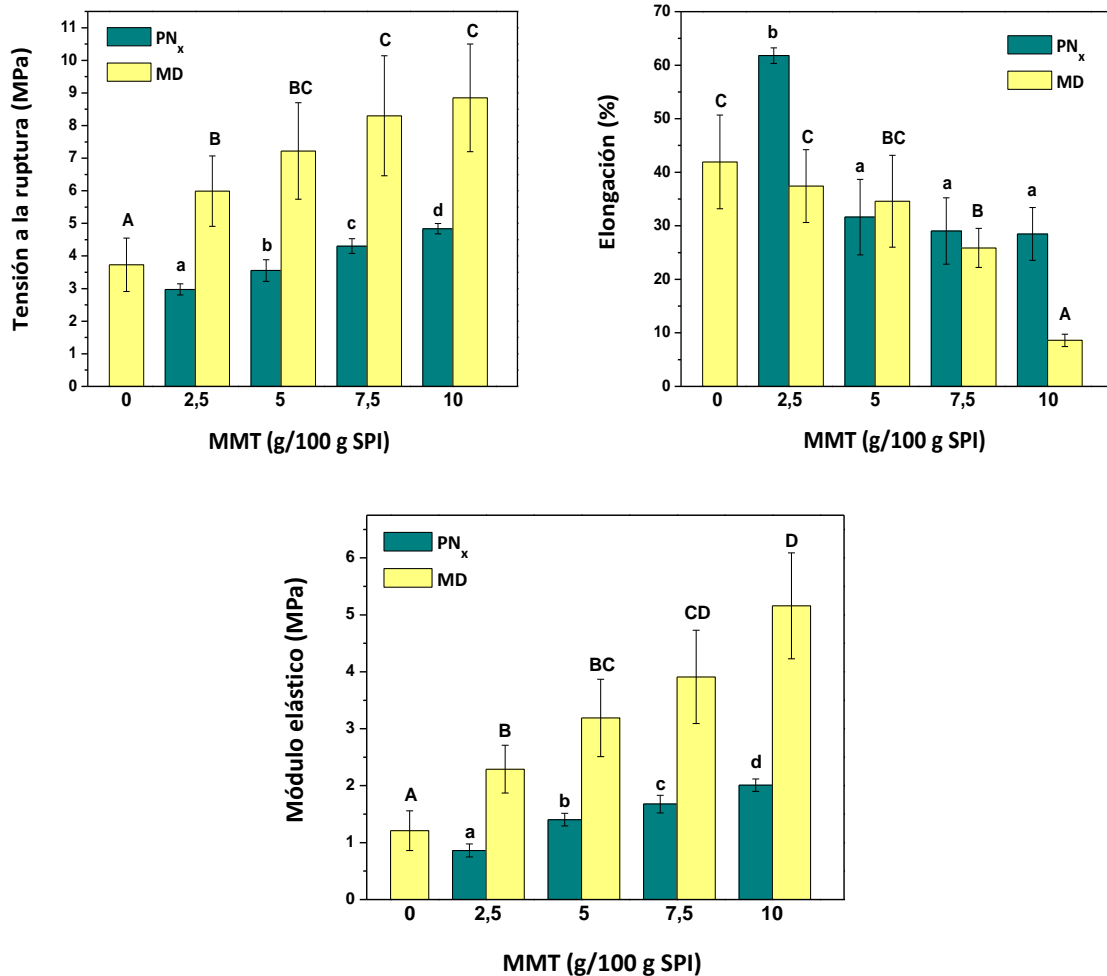 Tensión a la ruptura (MPa)
11
10
9
8
7
6
5
4
3
2
1
0
PNx
MD
A
a
B
b
BC
c
C
d
C
0 2,5 5 7,5 10
MMT (g/100 g SPI)
Elongación (%)
70
60
50
40
30
20
10
0
PNx
MD
C
b
C
a
BC
a
B
a
A
0 2,5 5 7,5 10
MMT (g/100 g SPI)
Módulo elástico (MPa)
6
5
4
3
2
1
0
PNx
MD
A
a
B
b
BC
c
CD
d
D
0 2,5 5 7,5 10
MMT (g/100 g SPI)